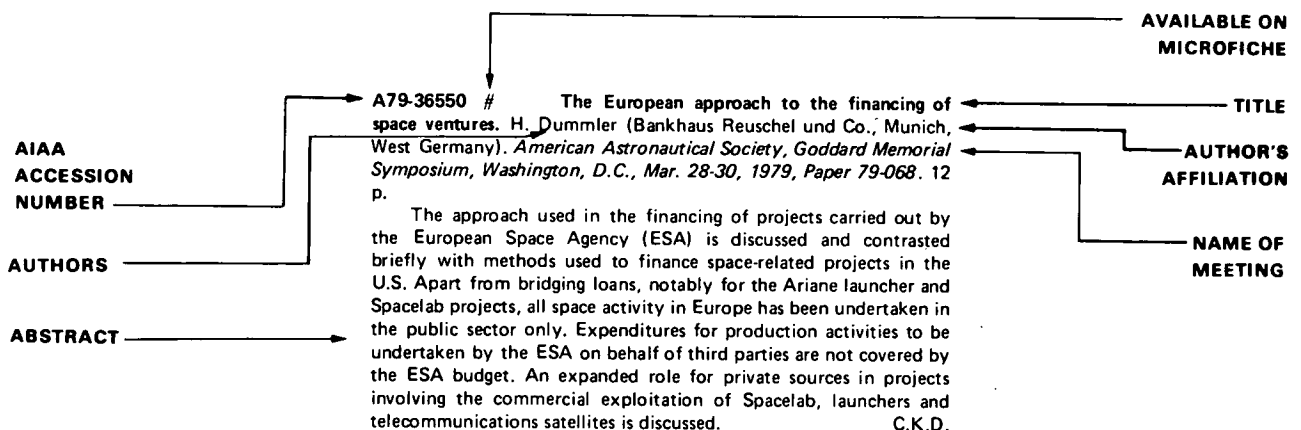 AVAILABLE ON
MICROFICHE
A79-36550 # The European approach to the financing of
space ventures. H. Dummler (Bankhaus Reuschel und Co., Munich,
West Germany). American Astronautical Society, Goddard Memorial
Symposium, Washington, D.C., Mar. 28-30, 1979, Paper 79-068. 12
p.
The approach used in the financing of projects carried out by
the European Space Agency (ESA) is discussed and contrasted
briefly with methods used to finance space-related projects in the
U.S. Apart from bridging loans, notably for the Ariane launcher and
Spacelab projects, all space activity in Europe has been undertaken in
the public sector only. Expenditures for production activities to be
undertaken by the ESA on behalf of third parties are not covered by
the ESA budget. An expanded role for private sources in projects
involving the commercial exploitation of Spacelab, launchers and
telecommunications satellites is discussed. C.K.D.
AIAA
ACCESSION
NUMBER
AUTHORS
ABSTRACT
TITLE
AUTHOR'S
AFFILIATION
NAME OF
MEETING